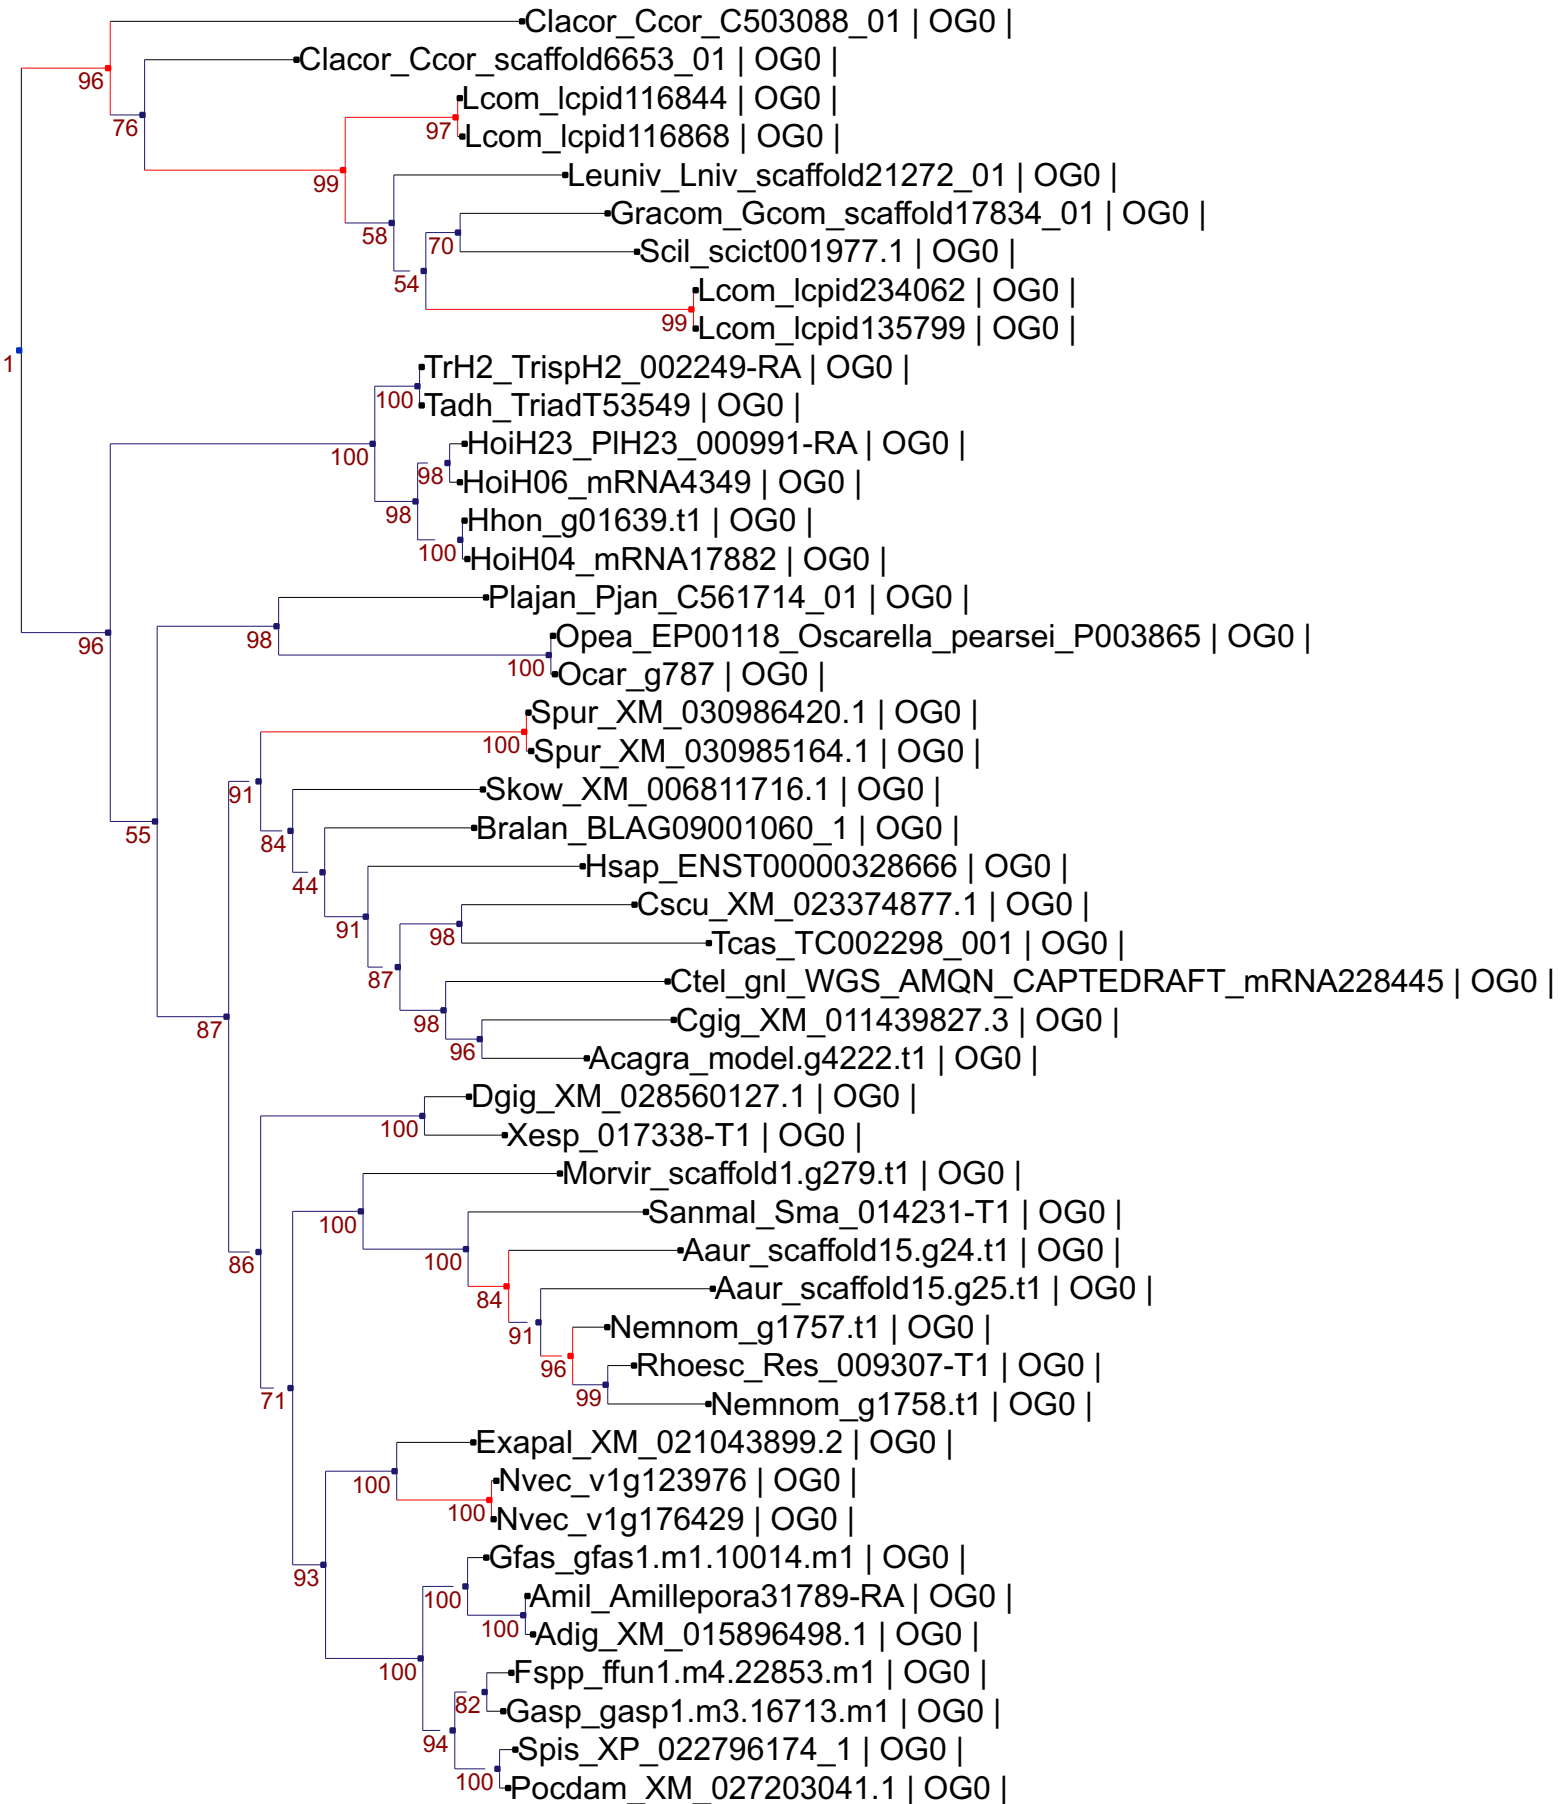 Clacor_Ccor_C503088_01 | OG0 |
Clacor_Ccor_scaffold6653_01 | OG0 |
96
Lcom_lcpid116844 | OG0 |
76
97
Lcom_lcpid116868 | OG0 |
Leuniv_Lniv_scaffold21272_01 | OG0 |
99
Gracom_Gcom_scaffold17834_01 | OG0 |
58
70
Scil_scict001977.1 | OG0 |
54
Lcom_lcpid234062 | OG0 |
99
Lcom_lcpid135799 | OG0 |
1
TrH2_TrispH2_002249-RA | OG0 |
100
Tadh_TriadT53549 | OG0 |
HoiH23_PlH23_000991-RA | OG0 |
100
98
HoiH06_mRNA4349 | OG0 |
98
Hhon_g01639.t1 | OG0 |
100
HoiH04_mRNA17882 | OG0 |
Plajan_Pjan_C561714_01 | OG0 |
96
98
Opea_EP00118_Oscarella_pearsei_P003865 | OG0 |
100
Ocar_g787 | OG0 |
Spur_XM_030986420.1 | OG0 |
100
Spur_XM_030985164.1 | OG0 |
91
Skow_XM_006811716.1 | OG0 |
55
84
Bralan_BLAG09001060_1 | OG0 |
44
Hsap_ENST00000328666 | OG0 |
91
Cscu_XM_023374877.1 | OG0 |
98
Tcas_TC002298_001 | OG0 |
87
Ctel_gnl_WGS_AMQN_CAPTEDRAFT_mRNA228445 | OG0 |
87
98
Cgig_XM_011439827.3 | OG0 |
96
Acagra_model.g4222.t1 | OG0 |
Dgig_XM_028560127.1 | OG0 |
100
Xesp_017338-T1 | OG0 |
Morvir_scaffold1.g279.t1 | OG0 |
100
Sanmal_Sma_014231-T1 | OG0 |
86
100
Aaur_scaffold15.g24.t1 | OG0 |
84
Aaur_scaffold15.g25.t1 | OG0 |
91
Nemnom_g1757.t1 | OG0 |
96
Rhoesc_Res_009307-T1 | OG0 |
71
99
Nemnom_g1758.t1 | OG0 |
Exapal_XM_021043899.2 | OG0 |
100
Nvec_v1g123976 | OG0 |
100
Nvec_v1g176429 | OG0 |
93
Gfas_gfas1.m1.10014.m1 | OG0 |
100
Amil_Amillepora31789-RA | OG0 |
100
Adig_XM_015896498.1 | OG0 |
100
Fspp_ffun1.m4.22853.m1 | OG0 |
82
Gasp_gasp1.m3.16713.m1 | OG0 |
94
Spis_XP_022796174_1 | OG0 |
100
Pocdam_XM_027203041.1 | OG0 |